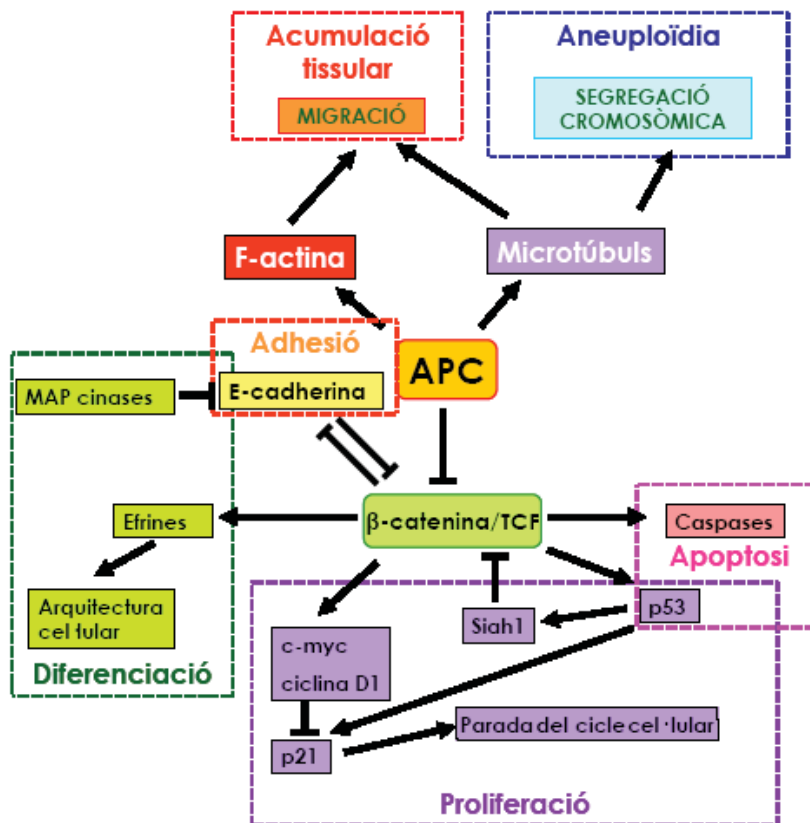 Acumulació
tissular
MIGRACIÓ
Aneuploïdia
SEGREGACIÓ
CROMOSÒMICA
F-actina
Microtúbuls
Adhesió
APC
MAP cinases
E-cadherina
Efrines
β-catenina/TCF
Caspases
Apoptosi
Arquitectura
cel·lular
Diferenciació
c-myc
ciclina D1
Siah1
p53
p21
Parada del cicle cel·lular
Proliferació